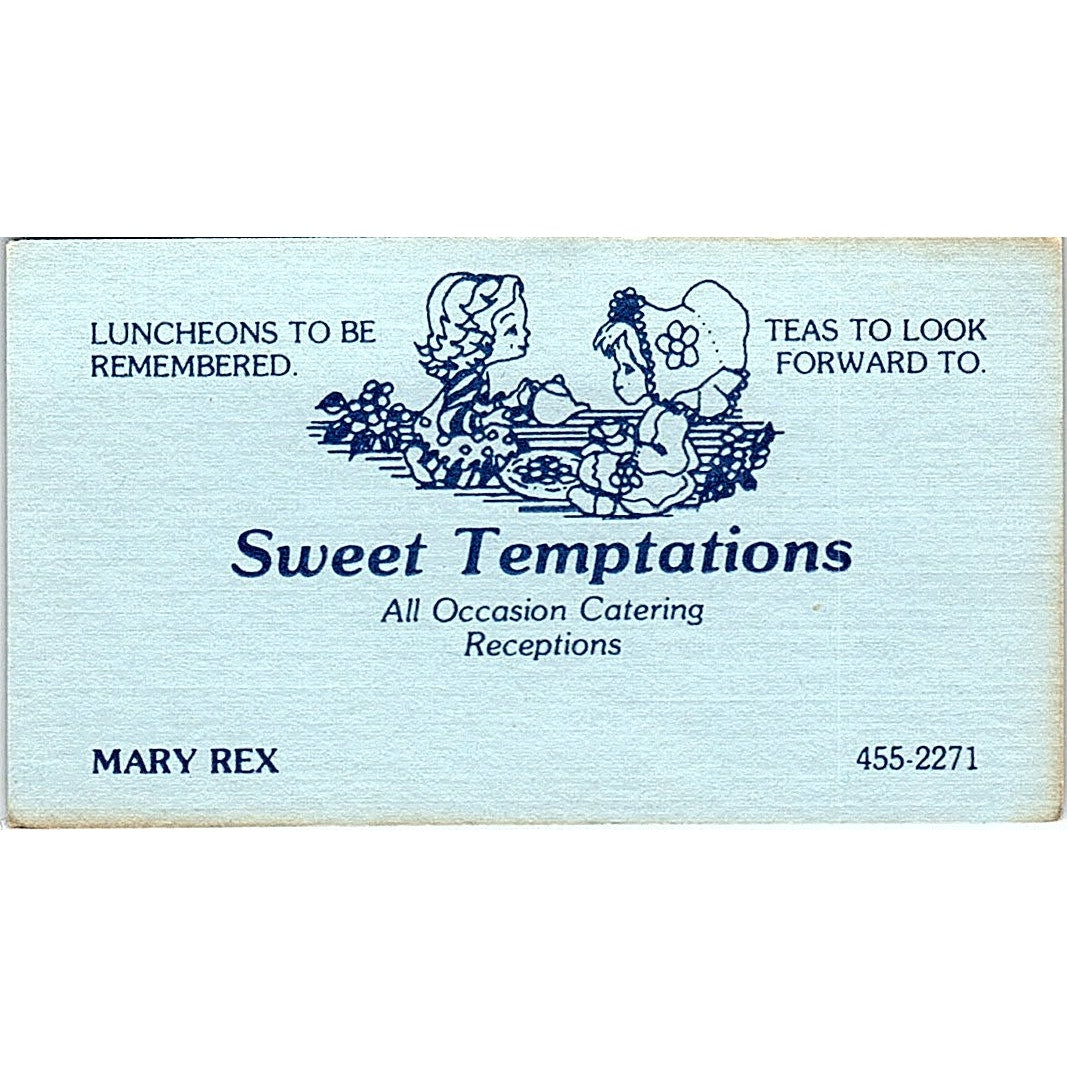 LUNCHEONS TO BE
REMEMBERED.
TEAS TO LOOK
FORWARD TO.
Sweet Temptations
All Occasion Catering
Receptions
MARY REX
455-2271